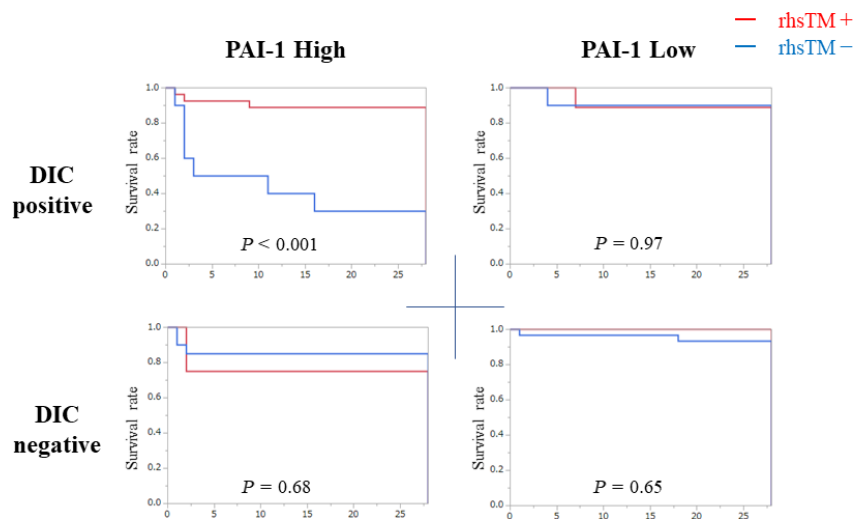 rhsTM＋
rhsTM－
PAI-1 High
PAI-1 Low
DIC
positive
Survival rate
1.0
0.8
0.6
0.4
0.2
0.0
P < 0.001
0 5 10 15 20 25
Survival rate
1.0
0.8
0.6
0.4
0.2
0.0
P = 0.97
0 5 10 15 20 25
DIC
negative
Survival rate
1.0
0.8
0.6
0.4
0.2
0.0
P = 0.68
0 5 10 15 20 25
Survival rate
1.0
0.8
0.6
0.4
0.2
0.0
P = 0.65
0 5 10 15 20 25